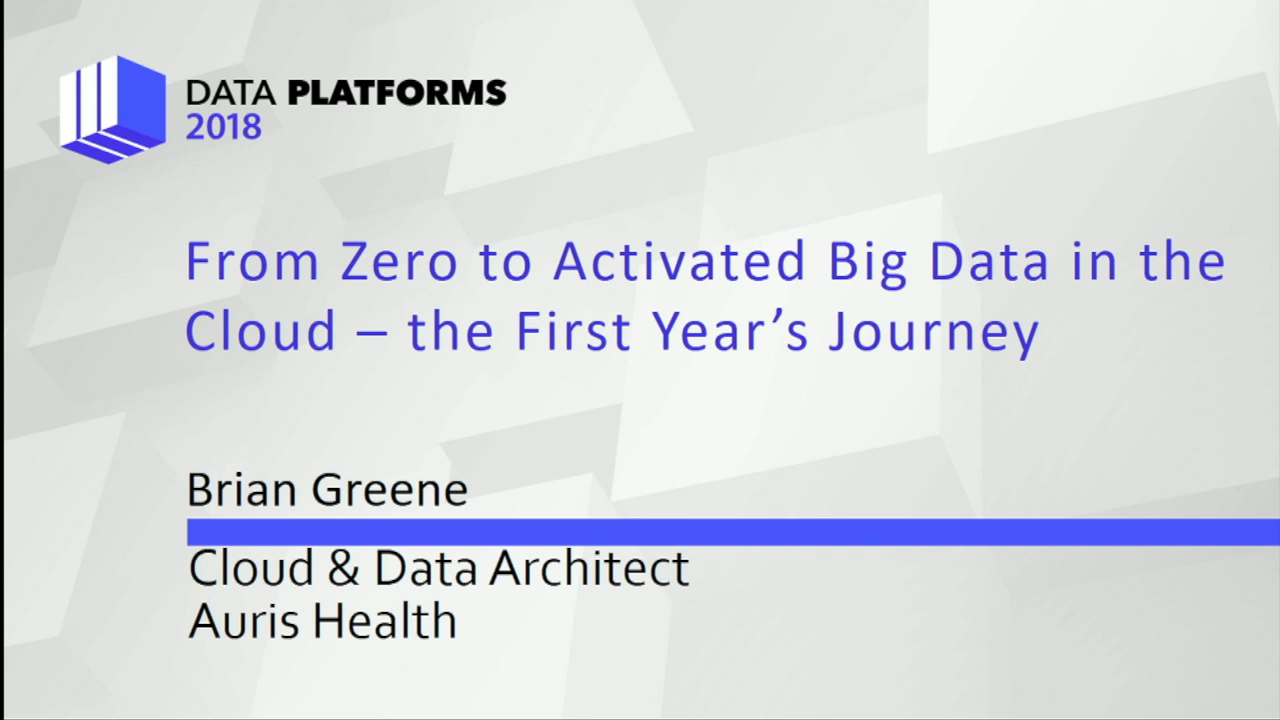 DATA PLATFORMS
2018
From Zero to Activated Big Data in the
Cloud – the First Year’s Journey
Brian Greene
Cloud & Data Architect
Auris Health